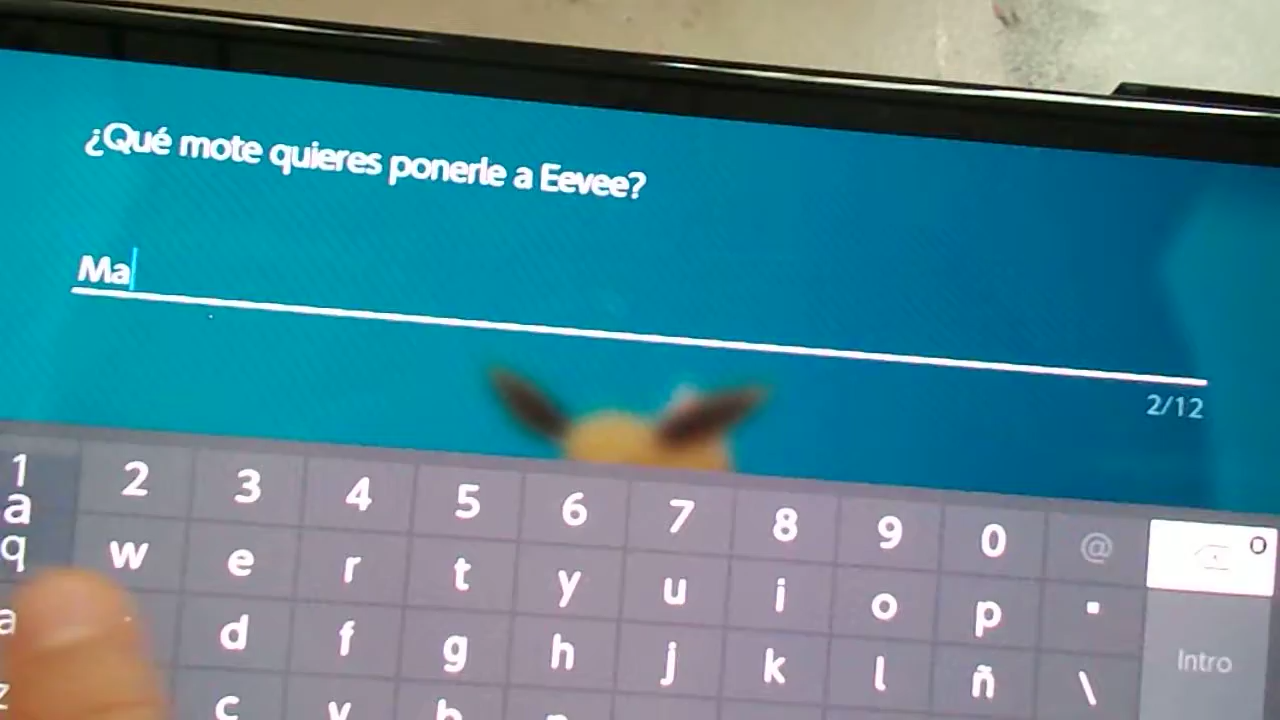 ¿Qué mote quieres ponerle a Eevee?
Ma
2/12
1 2 3 4 5 6 7 8 9 0 @
a
q w e r t y u i o p "
a d f g h j k l ñ \ Intro
z c v b